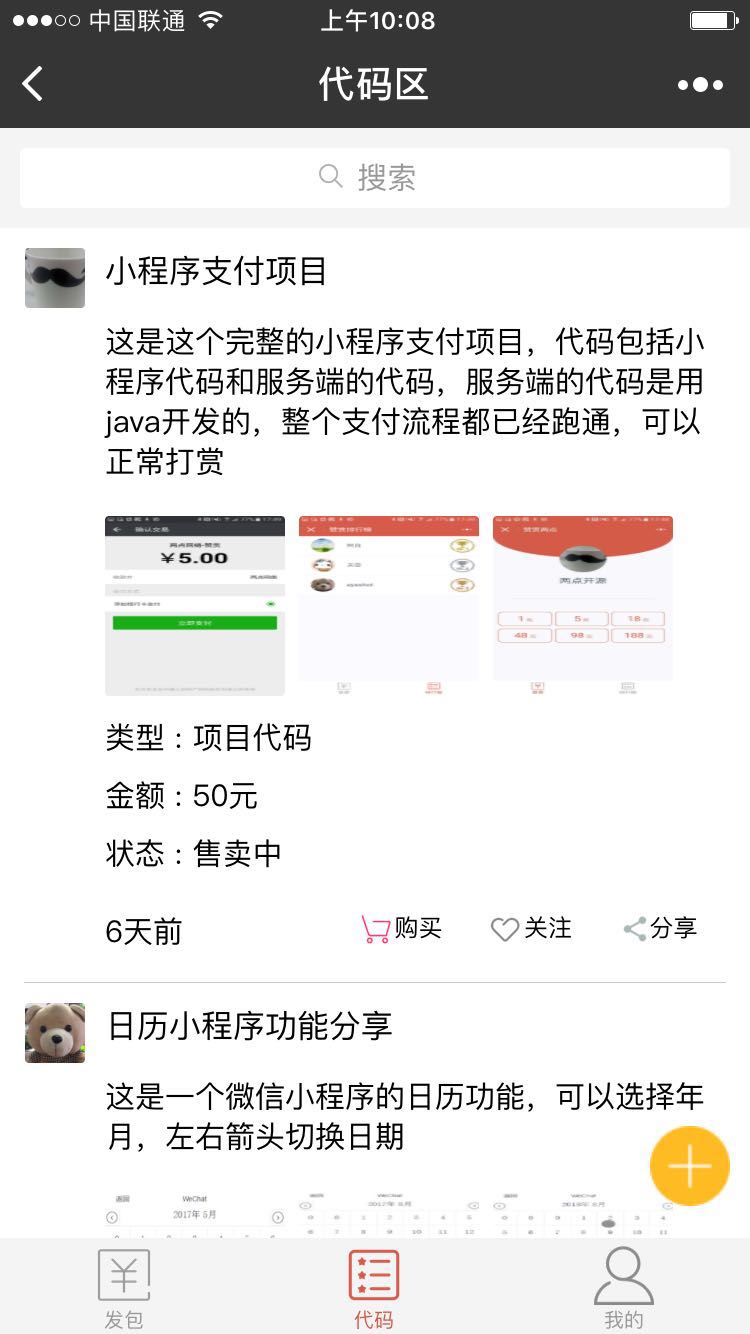 中国联通 上午10:08
代码区
搜索
小程序支付项目
这是这个完整的小程序支付项目，代码包括小
程序代码和服务端的代码，服务端的代码是用
java开发的，整个支付流程都已经跑通，可以
正常打赏
确认交易
¥5.00
立即支付
赞赏排行榜
两点开源
1元 5元 18元
48元 98元 188元
类型：项目代码
金额：50元
状态：售卖中
6天前 购买 关注 分享
日历小程序功能分享
这是一个微信小程序的日历功能，可以选择年
月，左右箭头切换日期
返回 WeChat
2017年 5月
发包 代码 我的